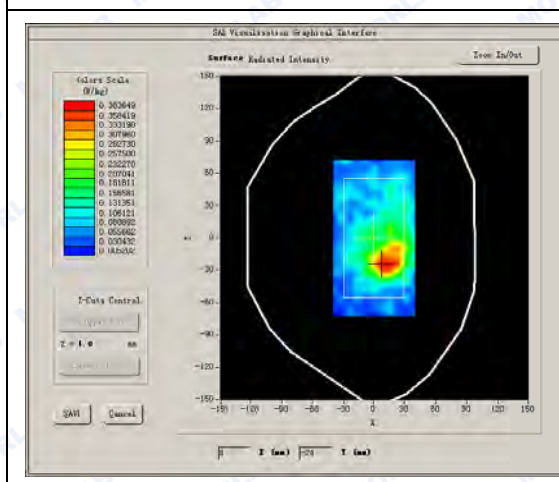 SAR Visualisation Graphical Interface
Surface Radiated Intensity
Zoom In/Out
Colors Scale
(W/kg)
0.383649
0.358419
0.333190
0.307960
0.282730
0.257500
0.232270
0.207041
0.181811
0.156581
0.131351
0.106121
0.080892
0.055662
0.030432
150
120
90
60
30
0
-30
-60
-90
-120
-150
-150 -120 -90 -60 -30 0 30 60 90 120 150
X
Z-Cuts Control
Z = 1.0 mm
SAVE
Cancel
8 X (mm) -24 Y (mm)